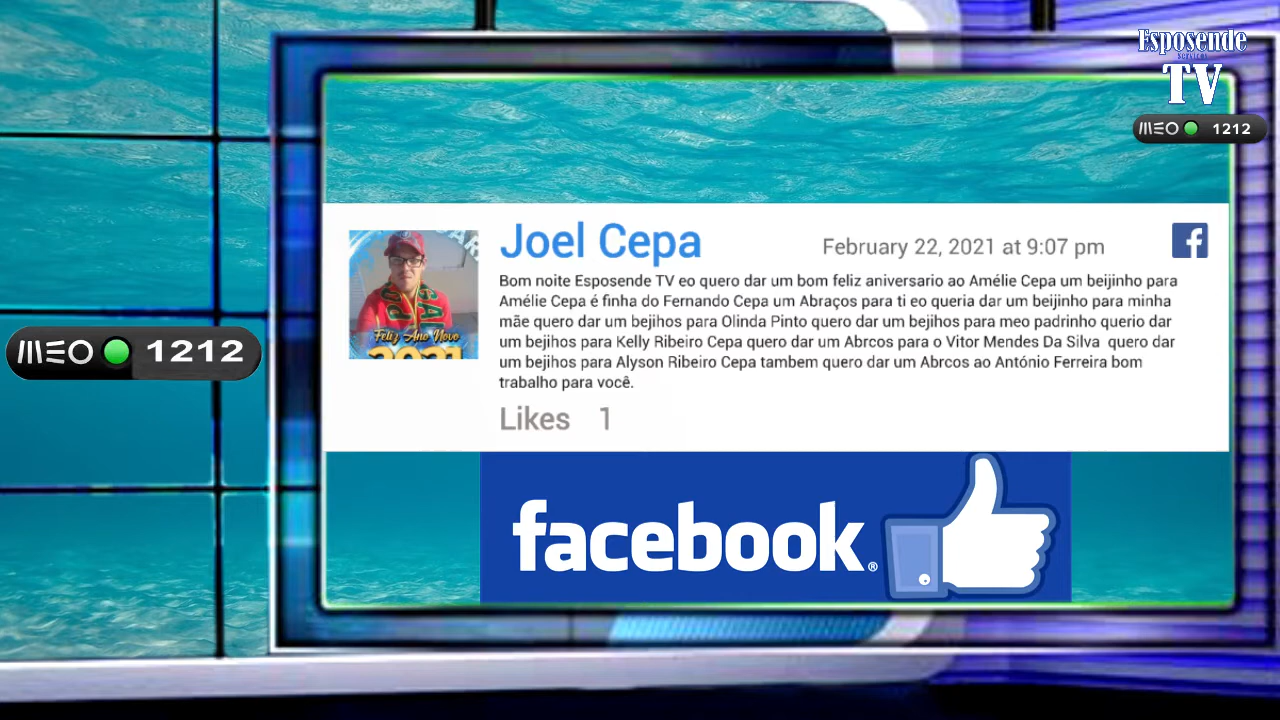 Esposende
TV
MEO 1212
Joel Cepa
February 22, 2021 at 9:07 pm
Bom noite Esposende TV eo quero dar um bom feliz aniversario ao Amélie Cepa um beijinho para
Amélie Cepa é finha do Fernando Cepa um Abraços para ti eo queria dar um beijinho para minha
mãe quero dar um bejihos para Olinda Pinto quero dar um bejihos para meo padrinho querio dar
um bejihos para Kelly Ribeiro Cepa quero dar um Abrcos para o Vitor Mendes Da Silva quero dar
um bejihos para Alyson Ribeiro Cepa tambem quero dar um Abrcos ao António Ferreira bom
trabalho para você.
Likes 1
Feliz Ano Novo
2021
MEO 1212
facebook®